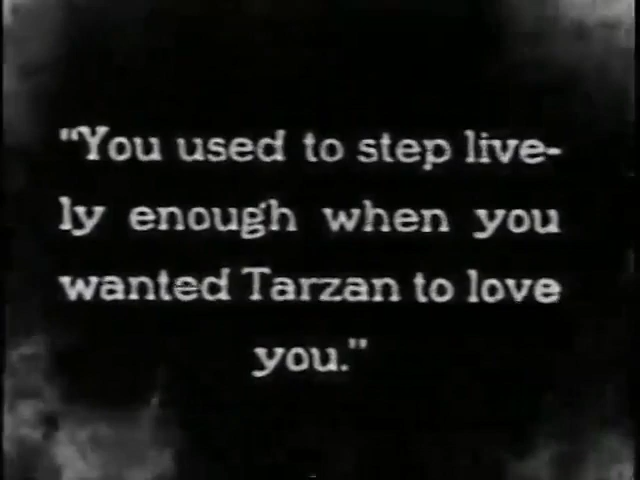 "You used to step live-
ly enough when you
wanted Tarzan to love
you."